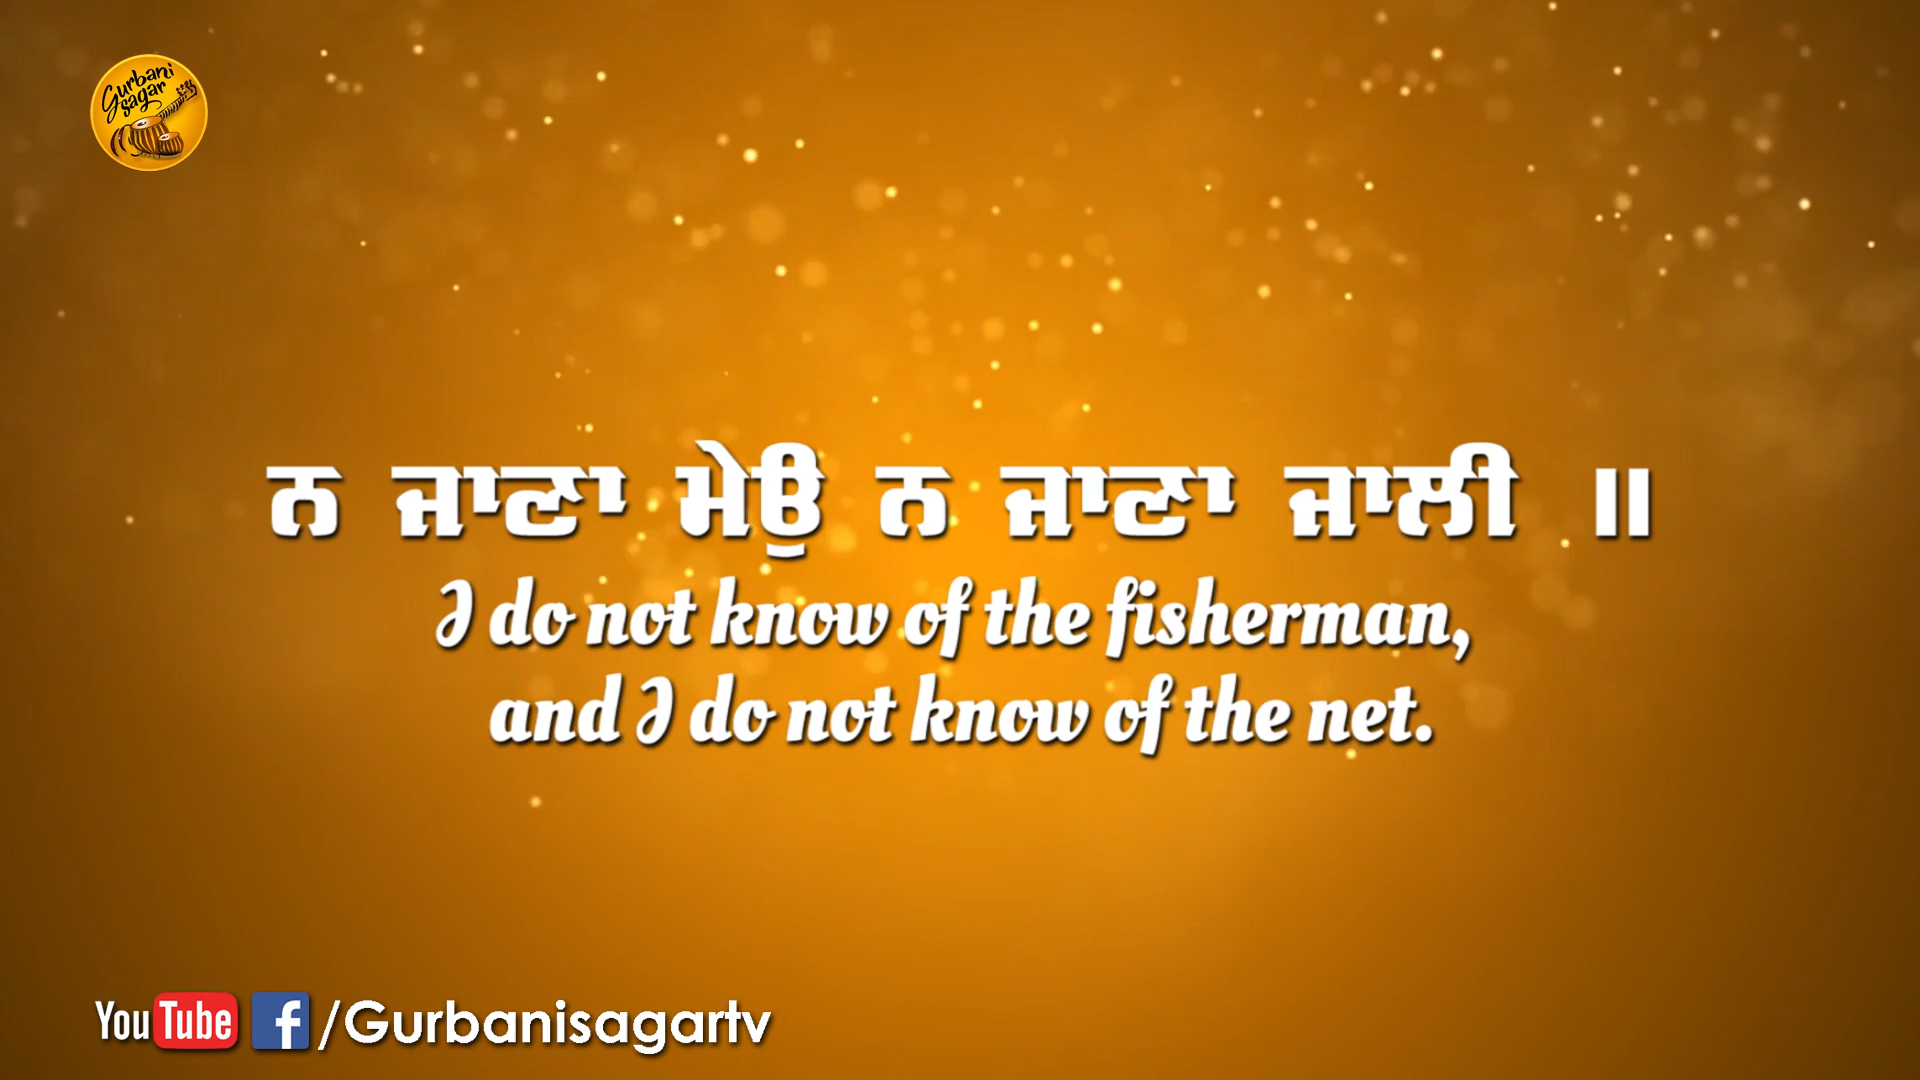 Gurbani
sagar
ਨ ਜਾਣਾ ਮੇਉ ਨ ਜਾਣਾ ਜਾਲੀ ॥
I do not know of the fisherman,
and I do not know of the net.
YouTube f /Gurbanisagartv